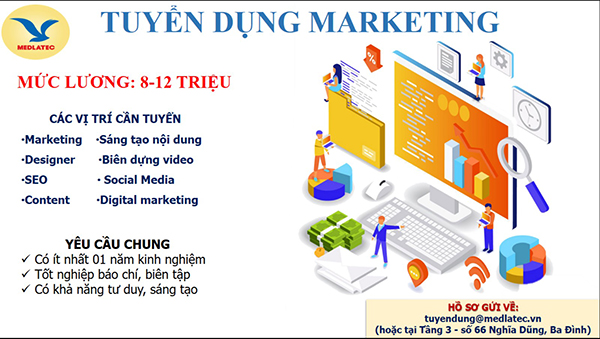 MEDLATEC
TUYỂN DỤNG MARKETING
MỨC LƯƠNG: 8-12 TRIỆU
CÁC VỊ TRÍ CẦN TUYỂN
•Marketing •Sáng tạo nội dung
•Designer •Biên dựng video
•SEO • Social Media
•Content •Digital marketing
YÊU CẦU CHUNG
✓ Có ít nhất 01 năm kinh nghiệm
✓ Tốt nghiệp báo chí, biên tập
✓ Có khả năng tư duy, sáng tạo
HỒ SƠ GỬI VỀ:
tuyendung@medlatec.vn
(hoặc tại Tầng 3 - số 66 Nghĩa Dũng, Ba Đình)